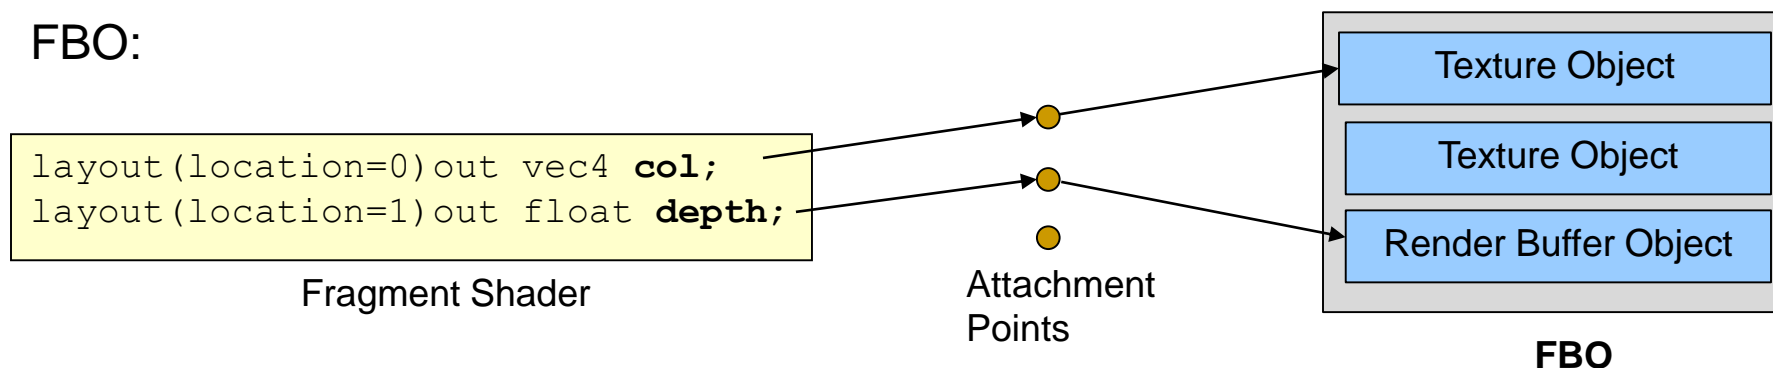 FBO:
layout(location=0)out vec4 col;
layout(location=1)out float depth;
Fragment Shader
Attachment
Points
Texture Object
Texture Object
Render Buffer Object
FBO